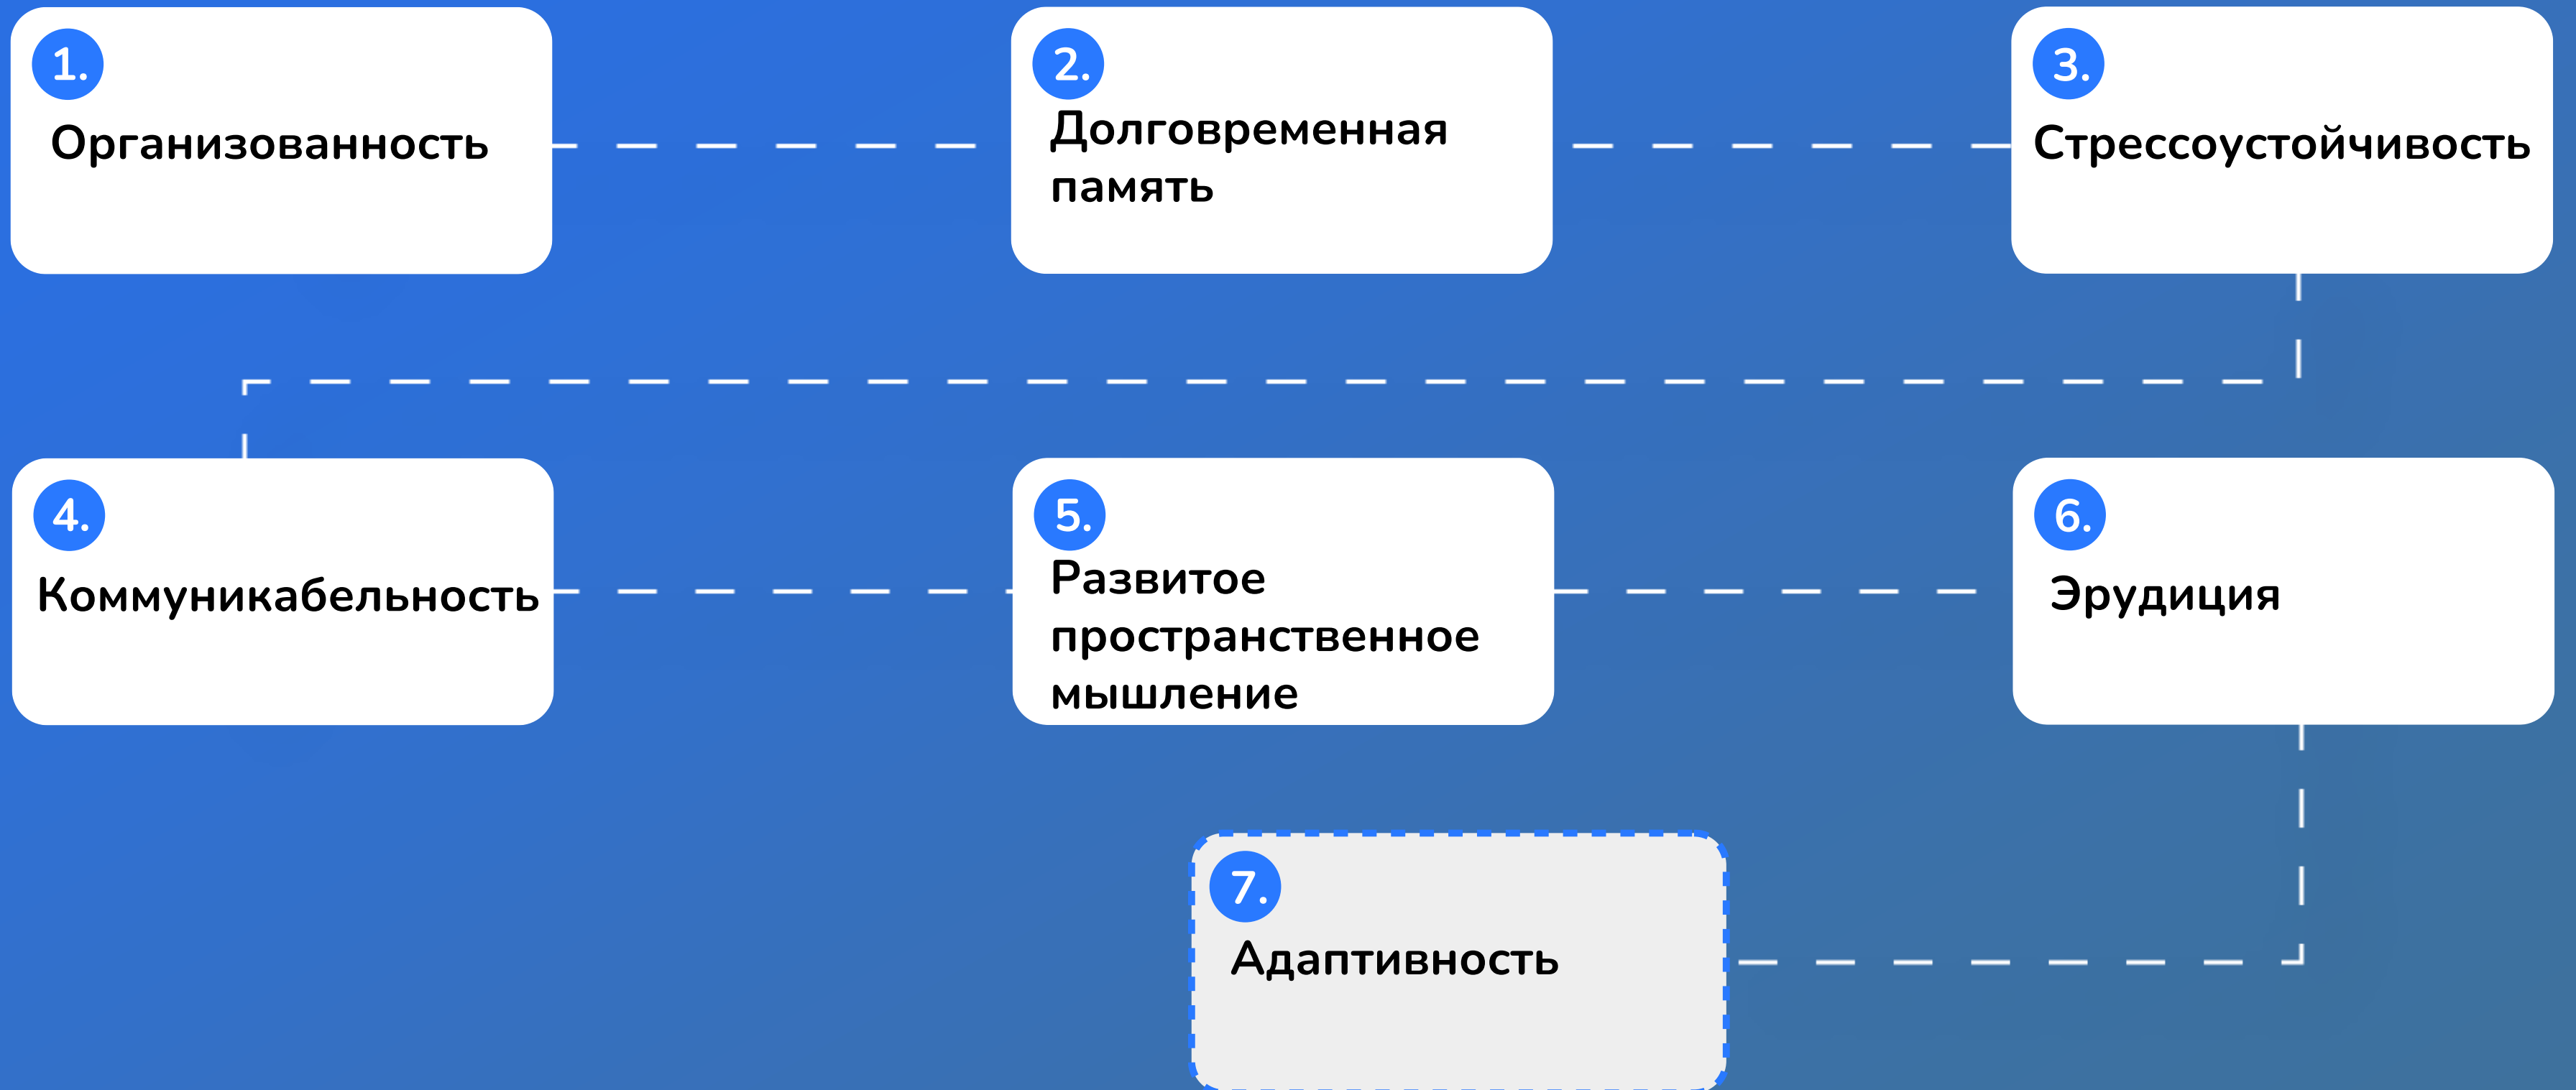 1.
Организованность
2.
Долговременная
память
3.
Стрессоустойчивость
4.
Коммуникабельность
5.
Развитое
пространственное
мышление
6.
Эрудиция
7.
Адаптивность